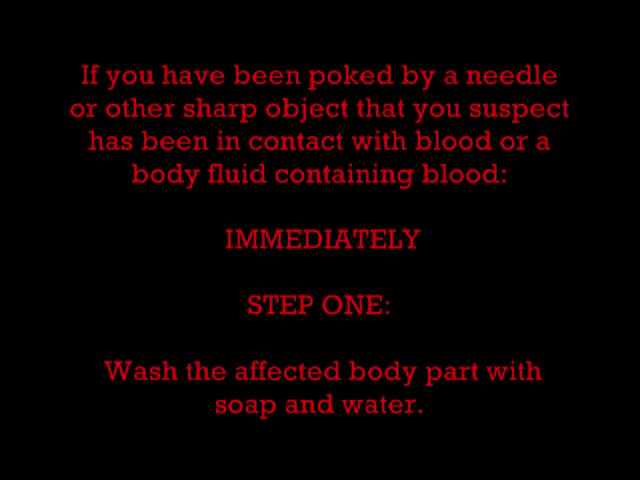 If you have been poked by a needle
or other sharp object that you suspect
has been in contact with blood or a
body fluid containing blood:
IMMEDIATELY
STEP ONE:
Wash the affected body part with
soap and water.